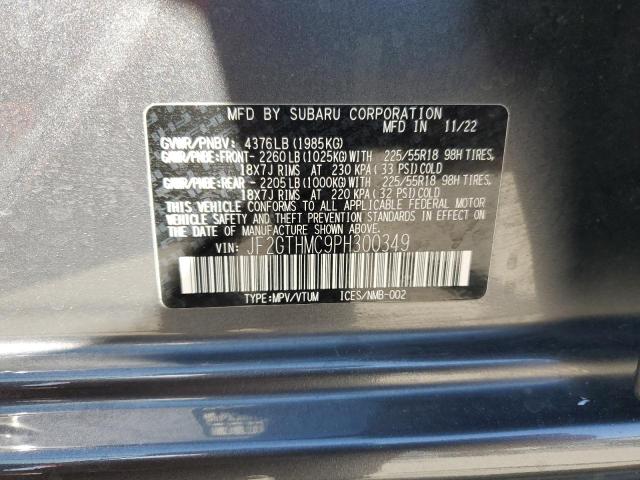 MFD BY SUBARU CORPORATION
MFD IN 11/22
GVWR/PNBV: 4376LB (1985KG)
GAWR/PNBE: FRONT- 2260LB (1025KG) WITH 225/55R18 98H TIRES,
18X7J RIMS AT 230 KPA (33 PSI) COLD
GAWR/PNBE: REAR - 2205LB (1000KG) WITH 225/55R18 98H TIRES,
18X7J RIMS AT 220 KPA (32 PSI) COLD
THIS VEHICLE CONFORMS TO ALL APPLICABLE FEDERAL MOTOR
VEHICLE SAFETY AND THEFT PREVENTION STANDARDS
IN EFFECT ON THE DATE OF MANUFACTURE SHOWN ABOVE.
VIN: JF2GTHMC9PH300349
TYPE:MPV/VTUM ICES/NMB-002